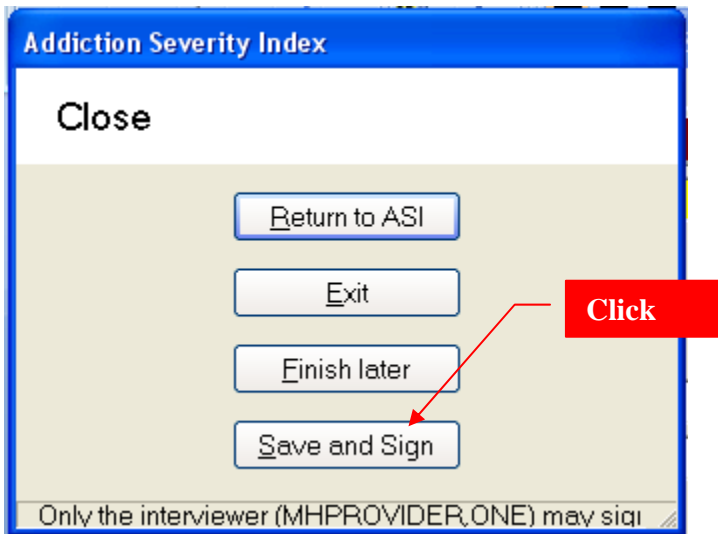 Addiction Severity Index
Close
Return to ASI
Exit
Click
Finish later
Save and Sign
Only the interviewer (MHPROVIDER,ONE) may